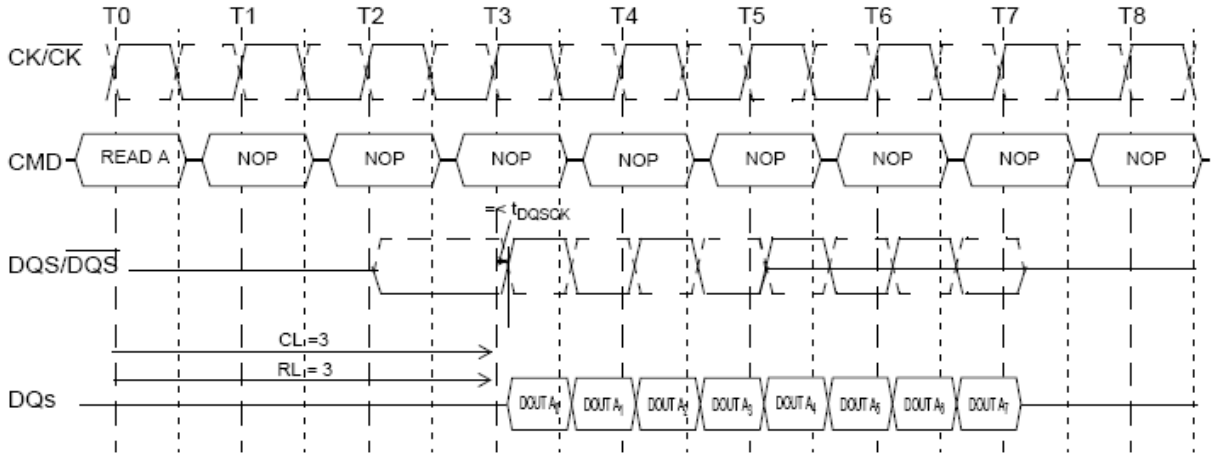 T0 T1 T2 T3 T4 T5 T6 T7 T8
CK/CK
CMD READ A NOP NOP NOP NOP NOP NOP NOP NOP
=< tDQSCK
DQS/DQS
CL =3
RL = 3
DQs DOUT A0 DOUT A1 DOUT A2 DOUT A3 DOUT A4 DOUT A5 DOUT A6 DOUT A7